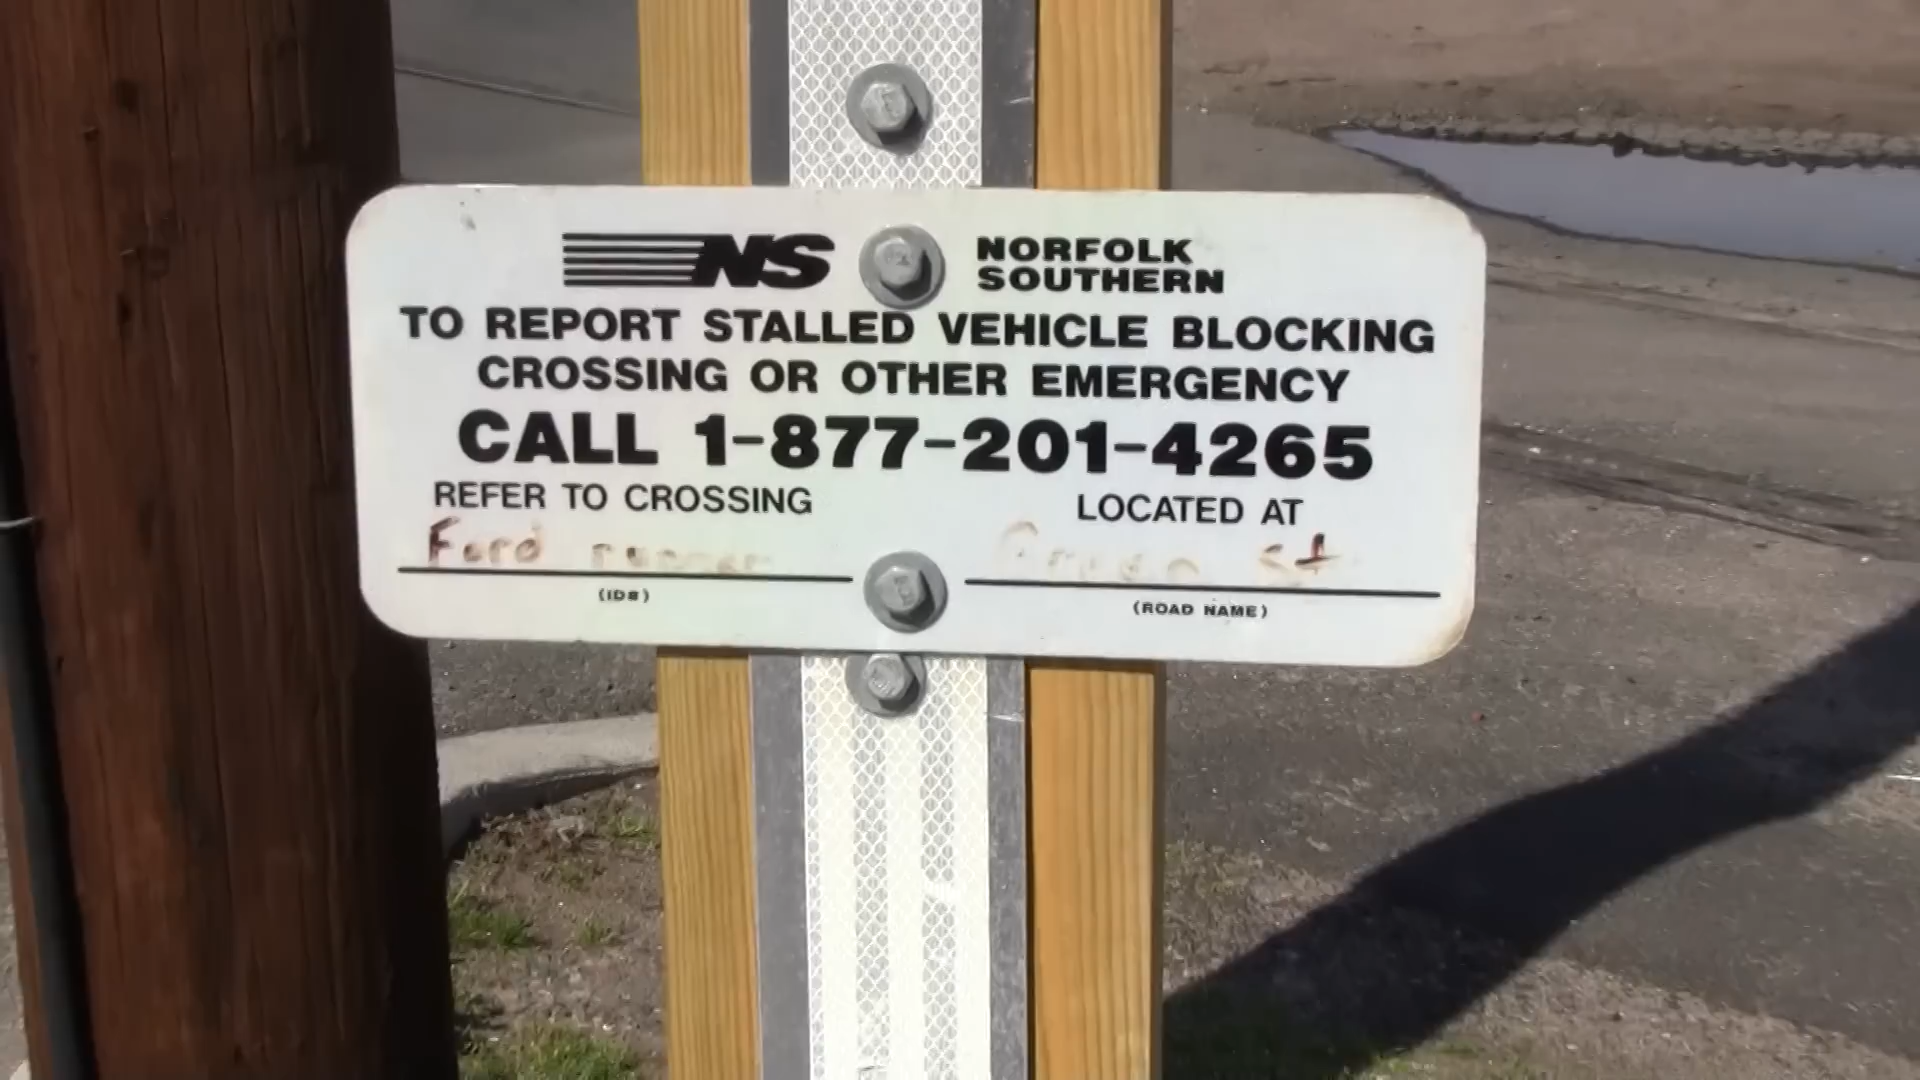 NS NORFOLK SOUTHERN
TO REPORT STALLED VEHICLE BLOCKING
CROSSING OR OTHER EMERGENCY
CALL 1-877-201-4265
REFER TO CROSSING LOCATED AT
Ford St
(ID#) (ROAD NAME)